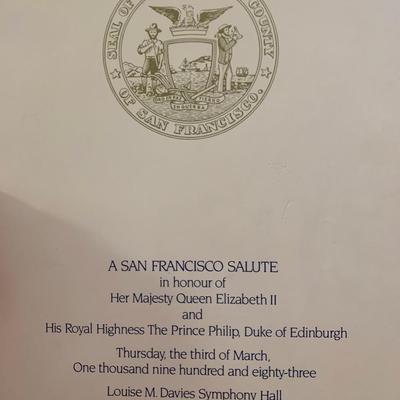 SEAL OF COUNTY
OF SAN FRANCISCO.
A SAN FRANCISCO SALUTE
in honour of
Her Majesty Queen Elizabeth II
and
His Royal Highness The Prince Philip, Duke of Edinburgh
Thursday, the third of March,
One thousand nine hundred and eighty-three
Louise M. Davies Symphony Hall